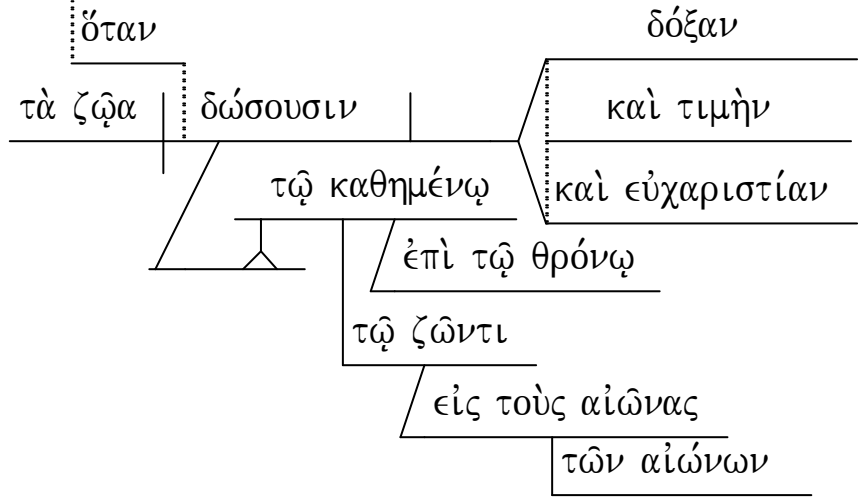 ὅταν
δόξαν
τὰ ζῷα
δώσουσιν
καὶ τιμὴν
τῷ καθημένῳ
καὶ εὐχαριστίαν
ἐπὶ τῷ θρόνῳ
τῷ ζῶντι
εἰς τοὺς αἰῶνας
τῶν αἰώνων